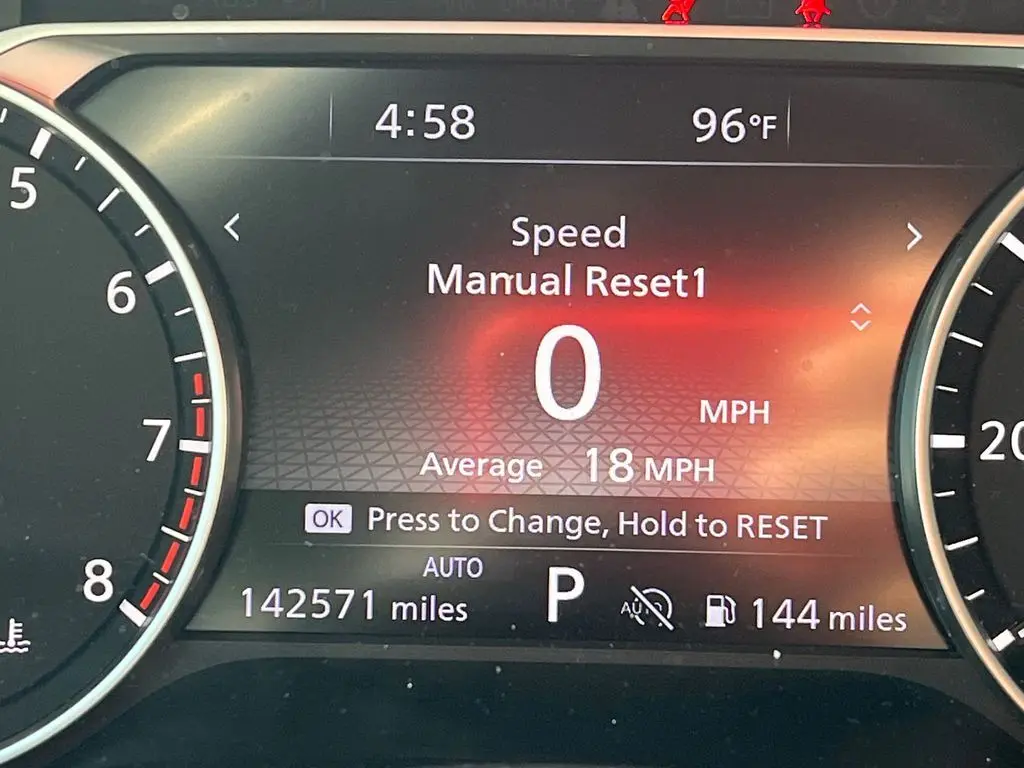 4:58 96°F
Speed
Manual Reset1
0 MPH
Average 18 MPH
OK Press to Change, Hold to RESET
AUTO
142571 miles P AUTO 144 miles
5
6
7
8
20